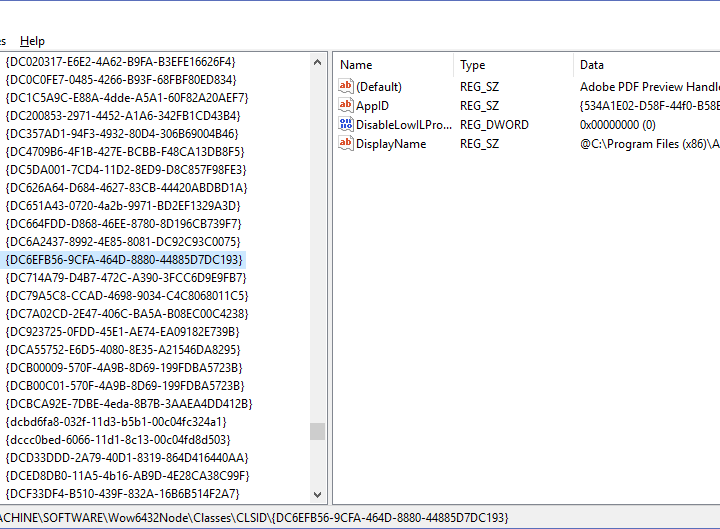 es Help
{DC020317-E6E2-4A62-B9FA-B3EFE16626F4}
{DC0C0FE7-0485-4266-B93F-68FBF80ED834}
{DC1C5A9C-E88A-4dde-A5A1-60F82A20AEF7}
{DC200853-2971-4452-A1A6-342FB1CD43B4}
{DC357AD1-94F3-4932-80D4-306B69004B46}
{DC4709B6-4F1B-427E-BCBB-F48CA13DB8F5}
{DC5DA001-7CD4-11D2-8ED9-D8C857F98FE3}
{DC626A64-D684-4627-83CB-44420ABDBD1A}
{DC651A43-0720-4a2b-9971-BD2EF1329A3D}
{DC664FDD-D868-46EE-8780-8D196CB739F7}
{DC6A2437-8992-4E85-8081-DC92C93C0075}
{DC6EFB56-9CFA-464D-8880-44885D7DC193}
{DC714A79-D4B7-472C-A390-3FCC6D9E9FB7}
{DC79A5C8-CCAD-4698-9034-C4C8068011C5}
{DC7A02CD-2E47-406C-BA5A-B08EC00C4238}
{DC923725-0FDD-45E1-AE74-EA09182E739B}
{DCA55752-E6D5-4080-8E35-A21546DA8295}
{DCB00009-570F-4A9B-8D69-199FDBA5723B}
{DCB00C01-570F-4A9B-8D69-199FDBA5723B}
{DCBCA92E-7DBE-4eda-8B7B-3AAEA4DD412B}
{dcbd6fa8-032f-11d3-b5b1-00c04fc324a1}
{dccc0bed-6066-11d1-8c13-00c04fd8d503}
{DCD33DDD-2A79-40D1-8319-864D416440AA}
{DCED8DB0-11A5-4b16-AB9D-4E28CA38C99F}
{DCF33DF4-B510-439F-832A-16B6B514F2A7}
Name Type Data
(Default) REG_SZ Adobe PDF Preview Handle
AppID REG_SZ {534A1E02-D58F-44f0-B58B
DisableLowILPro... REG_DWORD 0x00000000 (0)
DisplayName REG_SZ @C:\Program Files (x86)\A
ACHINE\SOFTWARE\Wow6432Node\Classes\CLSID\{DC6EFB56-9CFA-464D-8880-44885D7DC193}